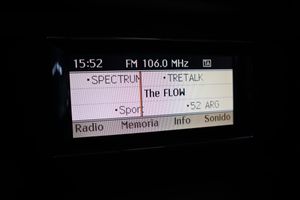 15:52 FM 106.0 MHz TA
•SPECTRUM •TRETALK
The FLOW
•Sport •52 ARG
Radio Memoria Info Sonido